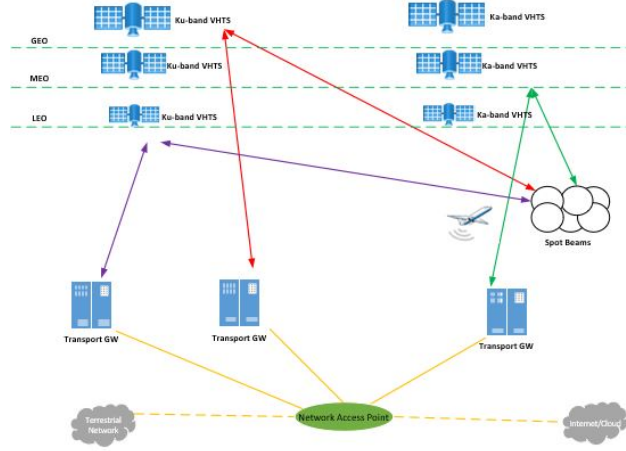 Ku-band VHTS
Ka-band VHTS
GEO
Ku-band VHTS
Ka-band VHTS
MEO
LEO
Ku-band VHTS
Ka-band VHTS
Spot Beams
Transport GW
Transport GW
Transport GW
Terrestrial
Network
Network Access Point
Internet/Cloud